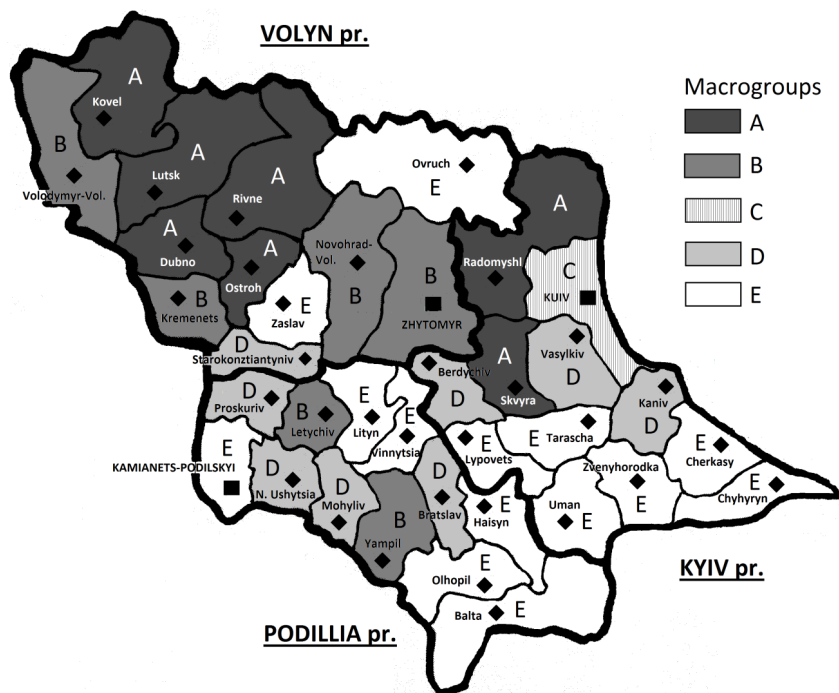 VOLYN pr.
Macrogroups
A
B
C
D
E
A
Kovel
B
Volodymyr-Vol.
A
Lutsk
A
Rivne
Ovruch
E
A
Dubno
A
Ostroh
Novohrad-
Vol.
B
B
ZHYTOMYR
A
Radomyshl
C
KUIV
B
Kremenets
E
Zaslav
D
Starokonztiantyniv
A
Skvyra
Vasylkiv
D
Berdychiv
D
D
Proskuriv
B
Letychiv
E
Lityn
E
Vinnytsia
Kaniv
D
E
Lypovets
E
Tarascha
E
Cherkasy
E
Chyhyryn
Zvenyhorodka
E
E
KAMIANETS-PODILSKYI
D
N. Ushytsia
D
Mohyliv
D
Bratslav
E
Haisyn
Uman
E
B
Yampil
E
Olhopil
Balta
E
KYIV pr.
PODILLIA pr.